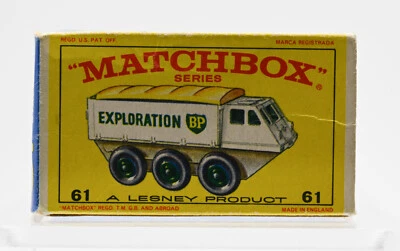 REGD U.S. PAT. OFF.
MARCA REGISTRADA
"MATCHBOX"
SERIES
®
EXPLORATION BP
61
A LESNEY PRODUCT
61
"MATCHBOX" REGD. T.M. G.B. AND ABROAD
MADE IN ENGLAND